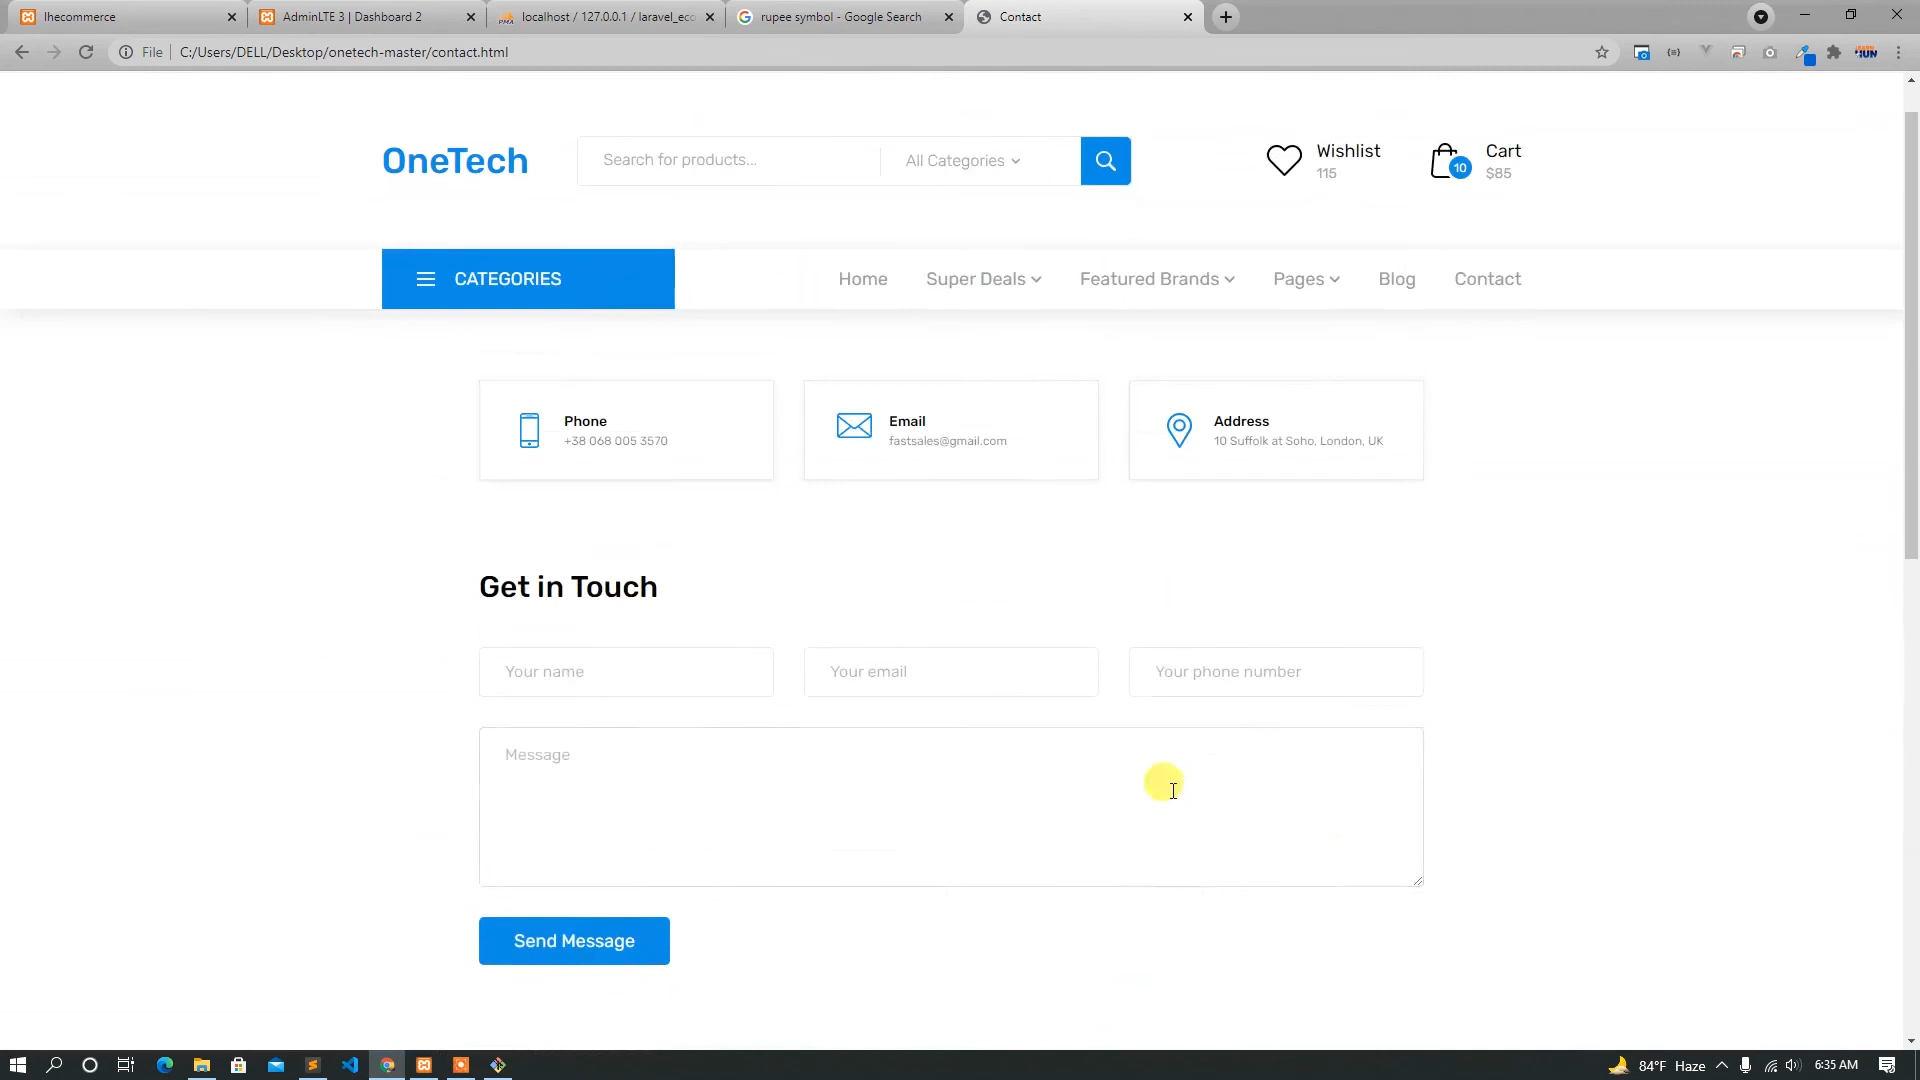 lhecommerce
AdminLTE 3 | Dashboard 2
localhost / 127.0.0.1 / laravel_eco
rupee symbol - Google Search
Contact
File
C:/Users/DELL/Desktop/onetech-master/contact.html
OneTech
Search for products...
All Categories
Wishlist
115
10
Cart
$85
CATEGORIES
Home
Super Deals
Featured Brands
Pages
Blog
Contact
Phone
+38 068 005 3570
Email
fastsales@gmail.com
Address
10 Suffolk at Soho, London, UK
Get in Touch
Your name
Your email
Your phone number
Message
Send Message
84°F Haze
6:35 AM